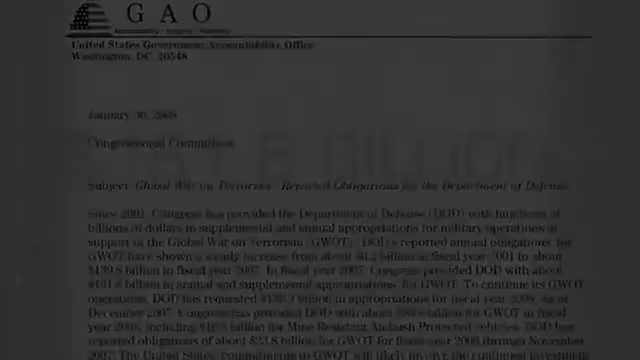 GAO
Accountability Integrity Reliability
United States Government Accountability Office
Washington, DC 20548
January 30, 2008
Congressional Committees
Subject: Global War on Terrorism: Reported Obligations for the Department of Defense
Since 2001, Congress has provided the Department of Defense (DOD) with hundreds of
billions of dollars in supplemental and annual appropriations for military operations in
support of the Global War on Terrorism (GWOT). DOD's reported annual obligations for
GWOT have shown a steady increase from about $0.2 billion in fiscal year 2001 to about
$139.8 billion in fiscal year 2007. In fiscal year 2007, Congress provided DOD with about
billion in annual and supplemental appropriations for GWOT. To continue its GWOT
operations, DOD has requested billion in appropriations for fiscal year 2008. As of
December 2007, Congress has provided DOD with about billion for GWOT in fiscal
year 2008, including billion for Mine Resistant Ambush Protected vehicles. DOD has
reported obligations of about billion for GWOT for fiscal year 2008 through November
2007. The United States' commitments to GWOT will likely involve the continued
BILLION